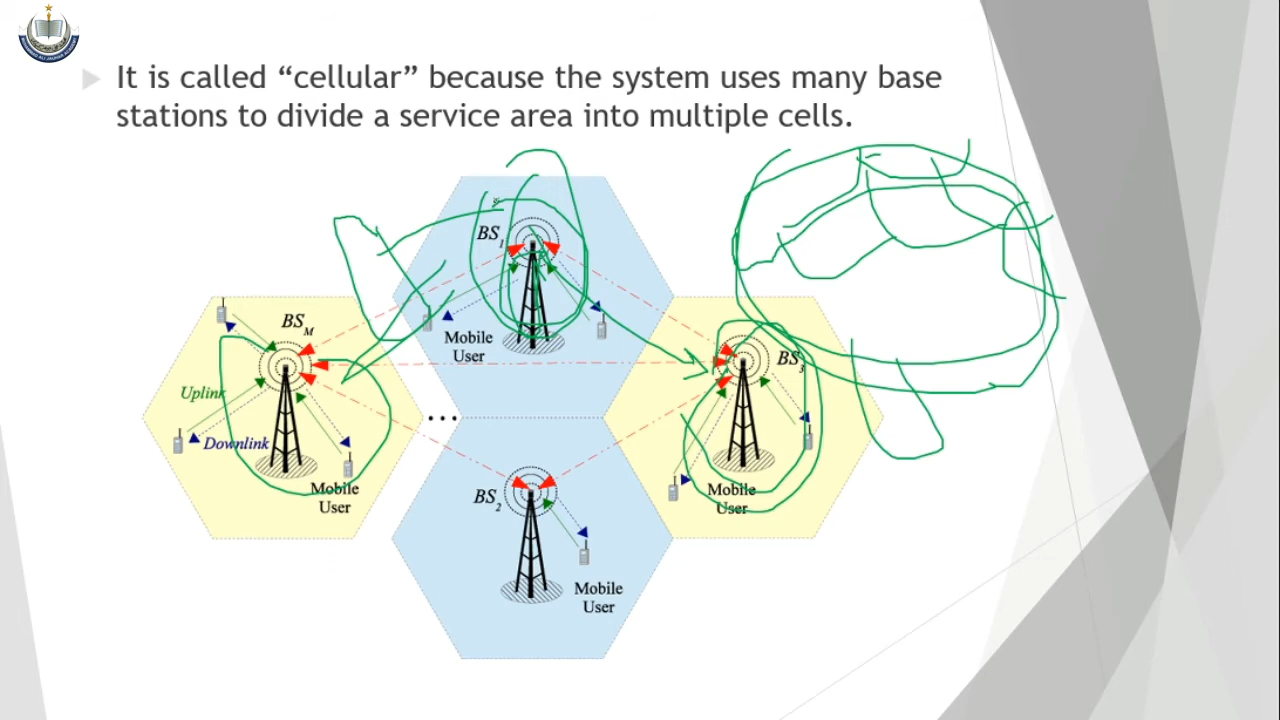 It is called “cellular” because the system uses many base
stations to divide a service area into multiple cells.
BS1
Mobile
User
BSM
Uplink
Downlink
Mobile
User
...
BS3
Mobile
User
BS2
Mobile
User